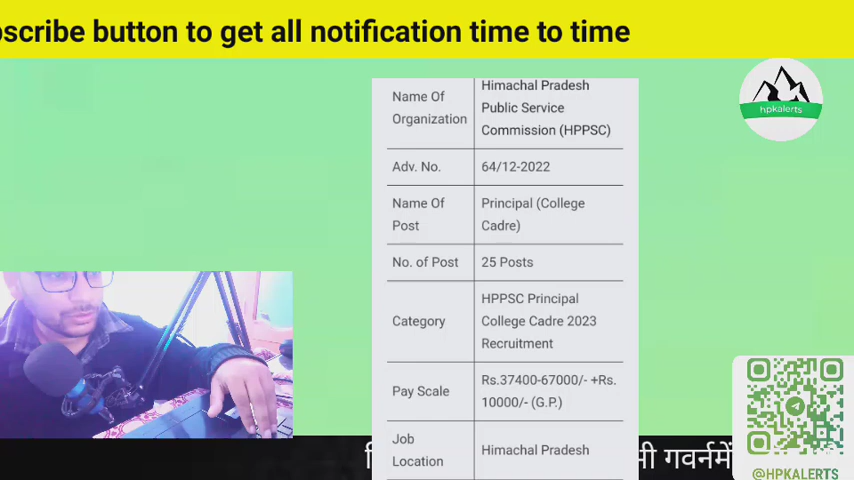 scribe button to get all notification time to time
hpkalerts
Name Of
Organization
Himachal Pradesh
Public Service
Commission (HPPSC)
Adv. No.
64/12-2022
Name Of
Post
Principal (College
Cadre)
No. of Post
25 Posts
Category
HPPSC Principal
College Cadre 2023
Recruitment
Pay Scale
Rs.37400-67000/- +Rs.
10000/- (G.P.)
Job
Location
Himachal Pradesh
@HPKALERTS